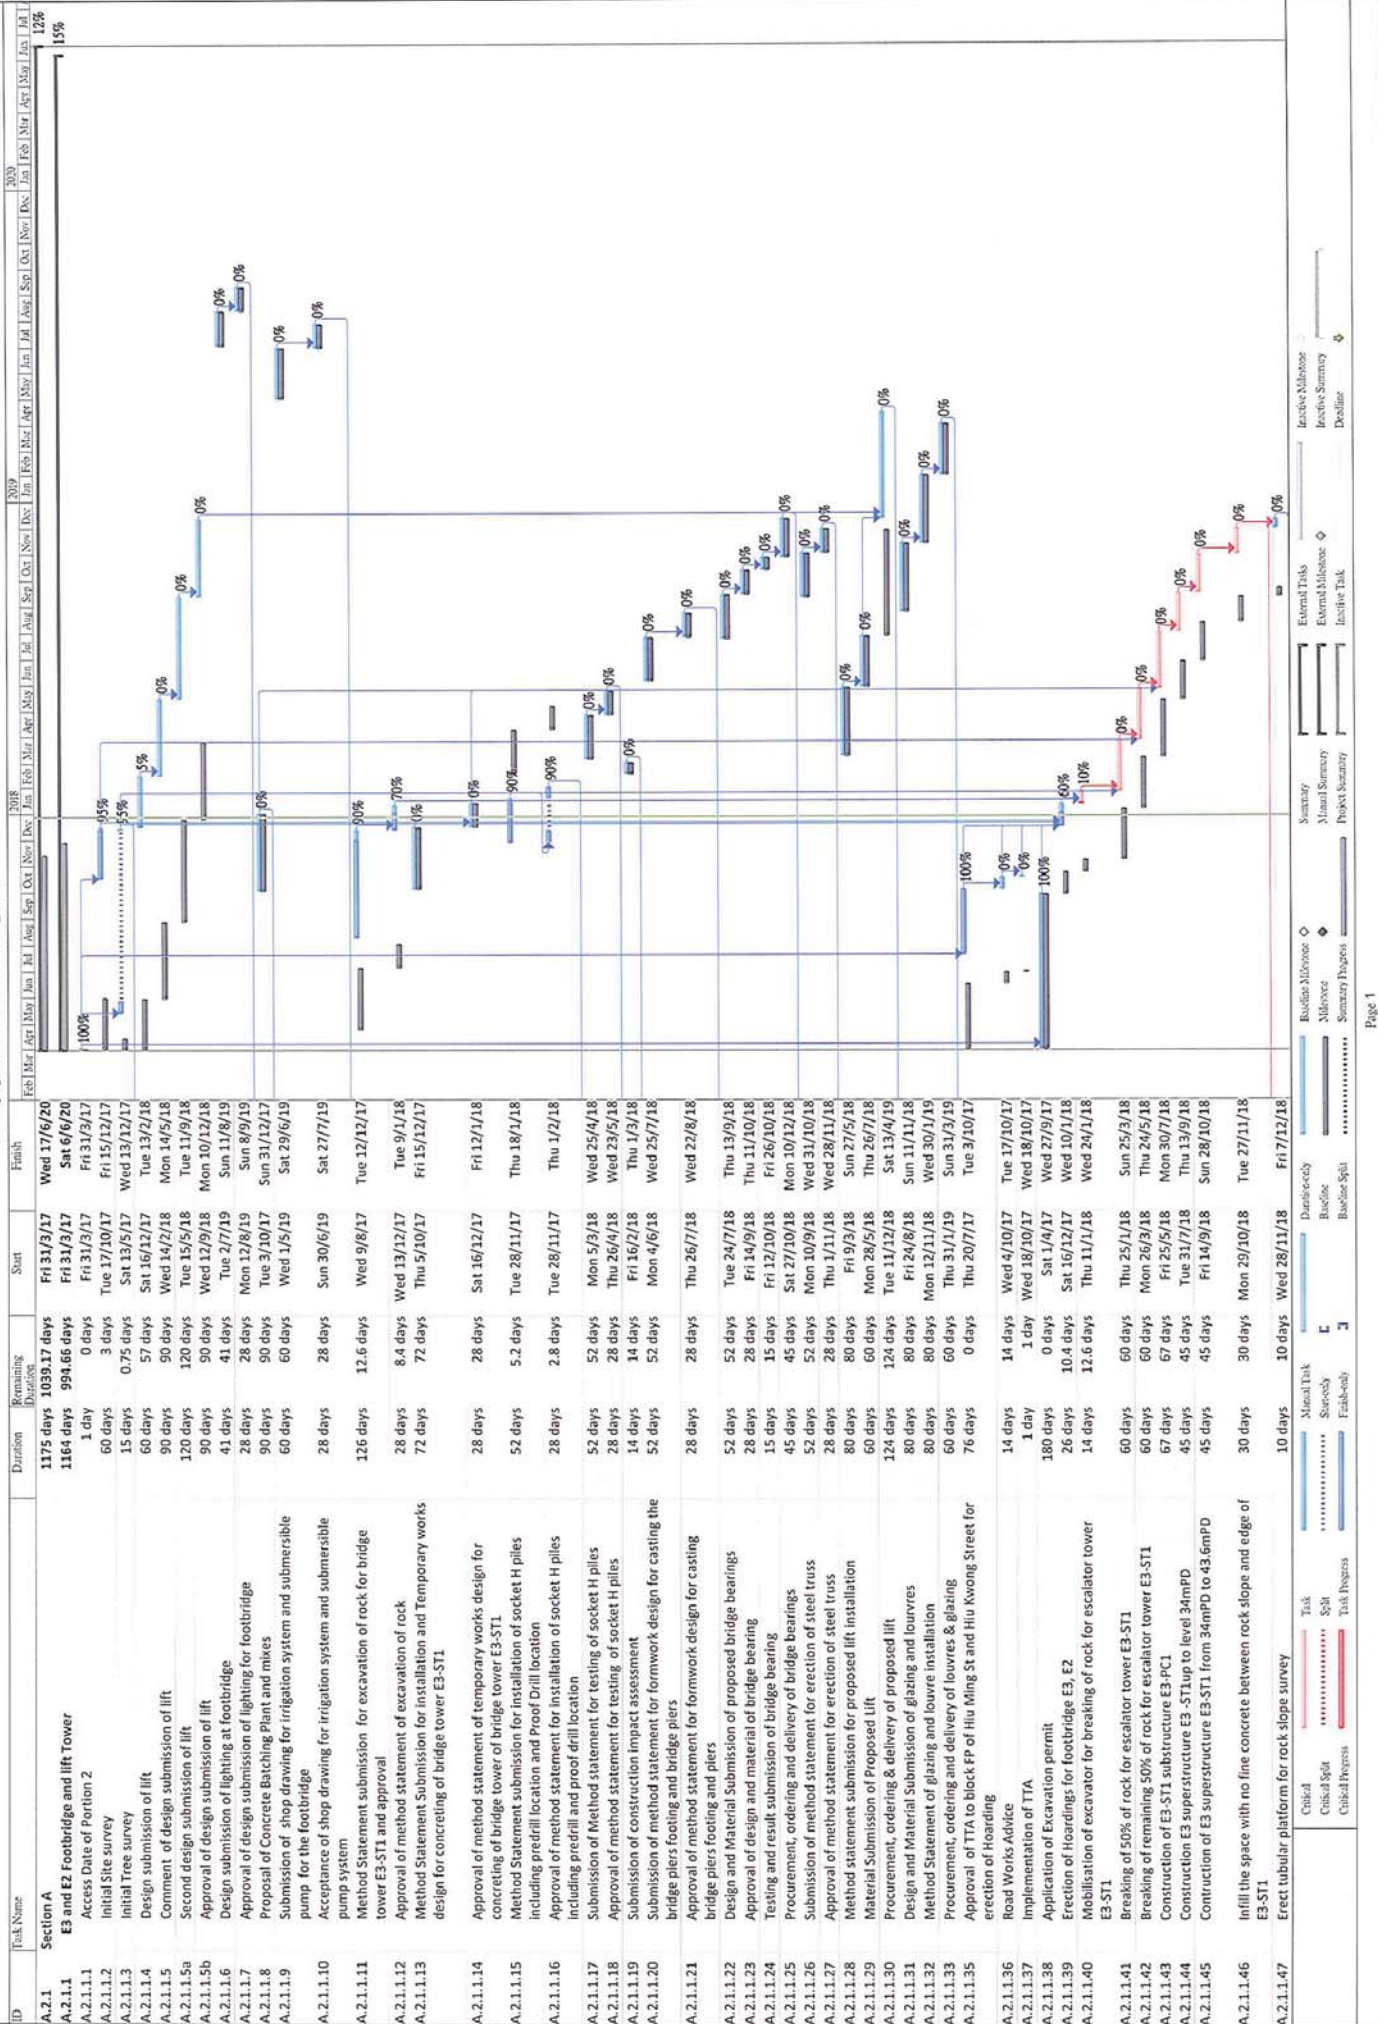 ID Task Name Duration Remaining Duration Start Finish
2018 2019 2020
Feb Mar Apr May Jun Jul Aug Sep Oct Nov Dec Jan Feb Mar Apr May Jun Jul Aug Sep Oct Nov Dec Jan Feb Mar Apr May Jun Jul Aug Sep Oct Nov Dec Jan Feb Mar Apr May Jun Jul
A.2.1 Section A 1175 days 1039.17 days Fri 31/3/17 Wed 17/6/20 12%
A.2.1.1 E3 and E2 Footbridge and lift Tower 1164 days 994.66 days Fri 31/3/17 Sat 6/6/20 15%
A.2.1.1.1 Access Date of Portion 2 1 day 0 days Fri 31/3/17 Fri 31/3/17 100%
A.2.1.1.2 Initial Site survey 60 days 3 days Tue 17/10/17 Fri 15/12/17 95%
A.2.1.1.3 Initial Tree survey 15 days 0.75 days Sat 13/5/17 Wed 13/12/17 95%
A.2.1.1.4 Design submission of lift 60 days 57 days Sat 16/12/17 Tue 13/2/18 5%
A.2.1.1.5 Comment of design submission of lift 90 days 90 days Wed 14/2/18 Mon 14/5/18 0%
A.2.1.1.5a Second design submission of lift 120 days 120 days Tue 15/5/18 Tue 11/9/18 0%
A.2.1.1.5b Approval of design submission of lift 90 days 90 days Wed 12/9/18 Mon 10/12/18 0%
A.2.1.1.6 Design submission of lighting at footbridge 41 days 41 days Tue 2/7/19 Sun 11/8/19 0%
A.2.1.1.7 Approval of design submission of lighting for footbridge 28 days 28 days Mon 12/8/19 Sun 8/9/19 0%
A.2.1.1.8 Proposal of Concrete Batching Plant and mixes 90 days 90 days Tue 3/10/17 Sun 31/12/17 0%
A.2.1.1.9 Submission of shop drawing for irrigation system and submersible 60 days 60 days Wed 1/5/19 Sat 29/6/19 0%
pump for the footbridge
A.2.1.1.10 Acceptance of shop drawing for irrigation system and submersible 28 days 28 days Sun 30/6/19 Sat 27/7/19 0%
pump system
A.2.1.1.11 Method Statement submission for excavation of rock for bridge 126 days 12.6 days Wed 9/8/17 Tue 12/12/17 90%
tower E3-ST1 and approval
A.2.1.1.12 Approval of method statement of excavation of rock 28 days 8.4 days Wed 13/12/17 Tue 9/1/18 70%
A.2.1.1.13 Method Statement Submission for installation and Temporary works 72 days 72 days Thu 5/10/17 Fri 15/12/17 0%
design for concreting of bridge tower E3-ST1
A.2.1.1.14 Approval of method statement of temporary works design for 28 days 28 days Sat 16/12/17 Fri 12/1/18 0%
concreting of bridge tower of bridge tower E3-ST1
A.2.1.1.15 Method Statement submission for installation of socket H piles 52 days 5.2 days Tue 28/11/17 Thu 18/1/18 90%
including predrill location and Proof Drill location
A.2.1.1.16 Approval of method statement for installation of socket H piles 28 days 2.8 days Tue 28/11/17 Thu 1/2/18 90%
including predril and proof drill location
A.2.1.1.17 Submission of Method statement for testing of socket H piles 52 days 52 days Mon 5/3/18 Wed 25/4/18 0%
A.2.1.1.18 Approval of method statement for testing of socket H piles 28 days 28 days Thu 26/4/18 Wed 23/5/18 0%
A.2.1.1.19 Submission of construction impact assessment 14 days 14 days Fri 16/2/18 Thu 1/3/18 0%
A.2.1.1.20 Submission of method statement for formwork design for casting the 52 days 52 days Mon 4/6/18 Wed 25/7/18 0%
bridge piers footing and bridge piers
A.2.1.1.21 Approval of method statement for formwork design for casting 28 days 28 days Thu 26/7/18 Wed 22/8/18 0%
bridge piers footing and piers
A.2.1.1.22 Design and Material Submission of proposed bridge bearings 52 days 52 days Tue 24/7/18 Thu 13/9/18 0%
A.2.1.1.23 Approval of design and material of bridge bearing 28 days 28 days Fri 14/9/18 Thu 11/10/18 0%
A.2.1.1.24 Testing and result submission of bridge bearing 15 days 15 days Fri 12/10/18 Fri 26/10/18 0%
A.2.1.1.25 Procurement, ordering and delivery of bridge bearings 45 days 45 days Sat 27/10/18 Mon 10/12/18 0%
A.2.1.1.26 Submission of method statement for erection of steel truss 52 days 52 days Mon 10/9/18 Wed 31/10/18 0%
A.2.1.1.27 Approval of method statement for erection of steel truss 28 days 28 days Thu 1/11/18 Wed 28/11/18 0%
A.2.1.1.28 Method statement submission for proposed lift installation 80 days 80 days Fri 9/3/18 Sun 27/5/18 0%
A.2.1.1.29 Material Submission of Proposed Lift 60 days 60 days Mon 28/5/18 Thu 26/7/18 0%
A.2.1.1.30 Procurement, ordering & delivery of proposed lift 124 days 124 days Tue 11/12/18 Sat 13/4/19 0%
A.2.1.1.31 Design and Material Submission of glazing and lourvres 80 days 80 days Fri 24/8/18 Sun 11/11/18 0%
A.2.1.1.32 Method Statement of glazing and louvre installation 80 days 80 days Mon 12/11/18 Wed 30/1/19 0%
A.2.1.1.33 Procurement, ordering and delivery of louvres & glazing 60 days 60 days Thu 31/1/19 Sun 31/3/19 0%
A.2.1.1.35 Approval of TTA to block FP of Hiu Ming St and Hiu Kwong Street for 76 days 0 days Thu 20/7/17 Tue 3/10/17 100%
erection of Hoarding
A.2.1.1.36 Road Works Advice 14 days 14 days Wed 4/10/17 Tue 17/10/17 0%
A.2.1.1.37 Implementation of TTA 1 day 1 day Wed 18/10/17 Wed 18/10/17 0%
A.2.1.1.38 Application of Excavation permit 180 days 0 days Sat 1/4/17 Wed 27/9/17 100%
A.2.1.1.39 Erection of Hoardings for footbridge E3, E2 26 days 10.4 days Sat 16/12/17 Wed 10/1/18 60%
A.2.1.1.40 Mobilisation of excavator for breaking of rock for escalator tower 14 days 12.6 days Thu 11/1/18 Wed 24/1/18 10%
E3-ST1
A.2.1.1.41 Breaking of 50% of rock for escalator tower E3-ST1 60 days 60 days Thu 25/1/18 Sun 25/3/18 0%
A.2.1.1.42 Breaking of remaining 50% of rock for escalator tower E3-ST1 60 days 60 days Mon 26/3/18 Thu 24/5/18 0%
A.2.1.1.43 Construction of E3-ST1 substructure E3-PC1 67 days 67 days Fri 25/5/18 Mon 30/7/18 0%
A.2.1.1.44 Construction E3 superstructure E3 -ST1up to level 34mPD 45 days 45 days Tue 31/7/18 Thu 13/9/18 0%
A.2.1.1.45 Contruction of E3 superstructure E3-ST1 from 34mPD to 43.6mPD 45 days 45 days Fri 14/9/18 Sun 28/10/18 0%
A.2.1.1.46 Infill the space with no fine concrete between rock slope and edge of 30 days 30 days Mon 29/10/18 Tue 27/11/18 0%
E3-ST1
A.2.1.1.47 Erect tubular platform for rock slope survey 10 days 10 days Wed 28/11/18 Fri 7/12/18 0%
Critical Task Manual Task Duration-only Baseline Milestone Summary External Tasks Inactive Milestone
Critical Split Split Start-only Baseline Milestone Manual Summary External Milestone Inactive Summary
Critical Progress Task Progress Finish-only Baseline Split Summary Progress Project Summary Inactive Task Deadline
Page 1